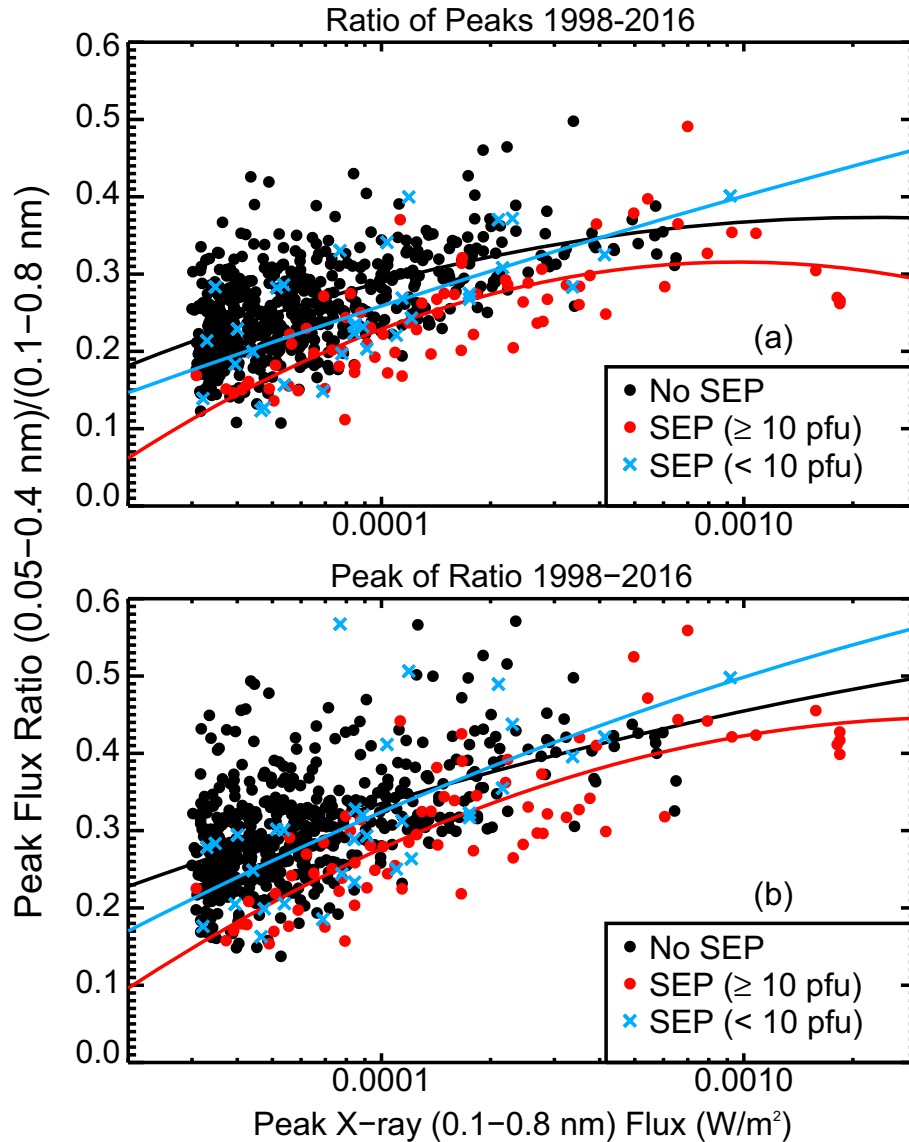 Ratio of Peaks 1998-2016
0.6
0.5
0.4
0.3
0.2
0.1
0.0
(a)
No SEP
SEP (≥ 10 pfu)
SEP (< 10 pfu)
0.0001
0.0010
Peak Flux Ratio (0.05−0.4 nm)/(0.1−0.8 nm)
Peak of Ratio 1998−2016
0.6
0.5
0.4
0.3
0.2
0.1
0.0
(b)
No SEP
SEP (≥ 10 pfu)
SEP (< 10 pfu)
0.0001
0.0010
Peak X−ray (0.1−0.8 nm) Flux (W/m²)